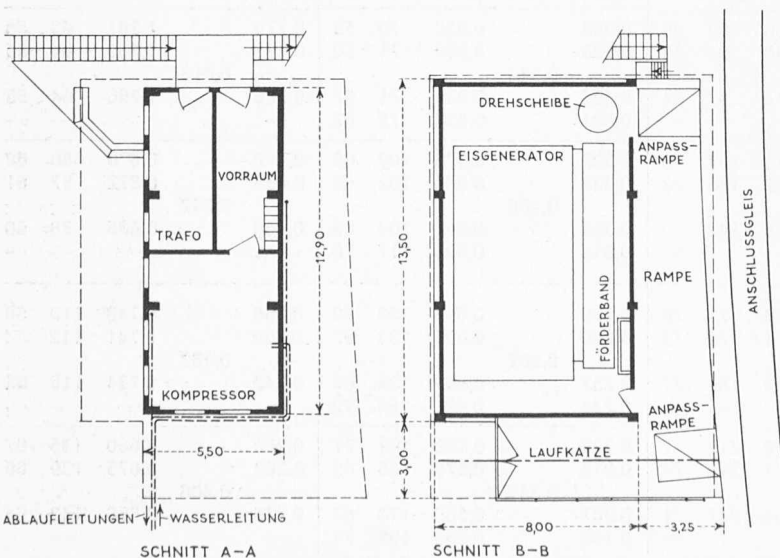 VORRAUM
TRAFO
12,90
KOMPRESSOR
5,50
ABLAUFLEITUNGEN
WASSERLEITUNG
SCHNITT A-A
DREHSCHEIBE
EISGENERATOR
ANPASS-
RAMPE
13,50
RAMPE
FÖRDERBAND
ANSCHLUSSGLEIS
ANPASS-
RAMPE
LAUFKATZE
3,00
8,00
3,25
SCHNITT B-B